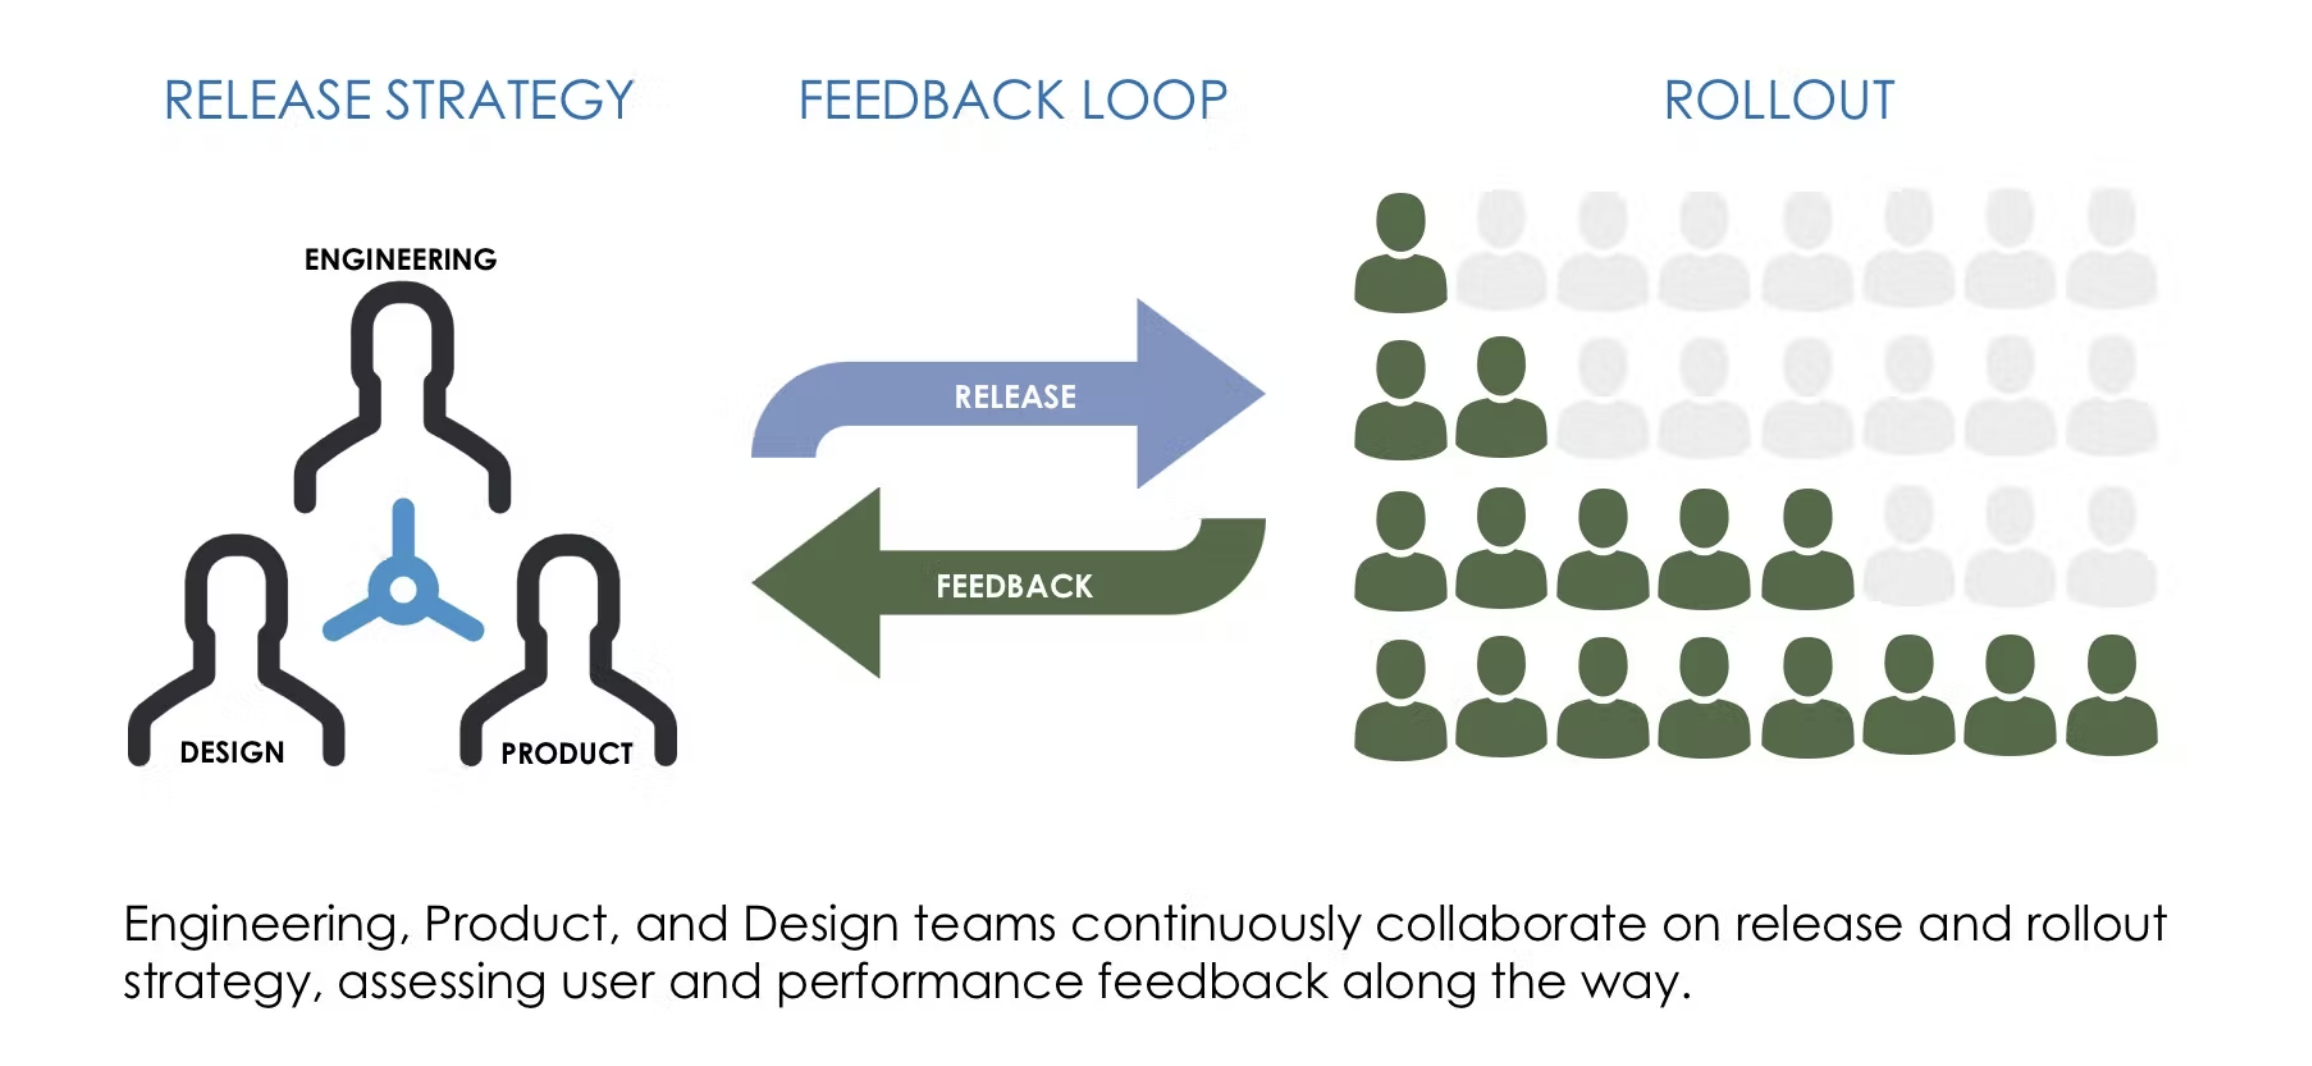 RELEASE STRATEGY
FEEDBACK LOOP
ROLLOUT
ENGINEERING
DESIGN
PRODUCT
RELEASE
FEEDBACK
Engineering, Product, and Design teams continuously collaborate on release and rollout
strategy, assessing user and performance feedback along the way.